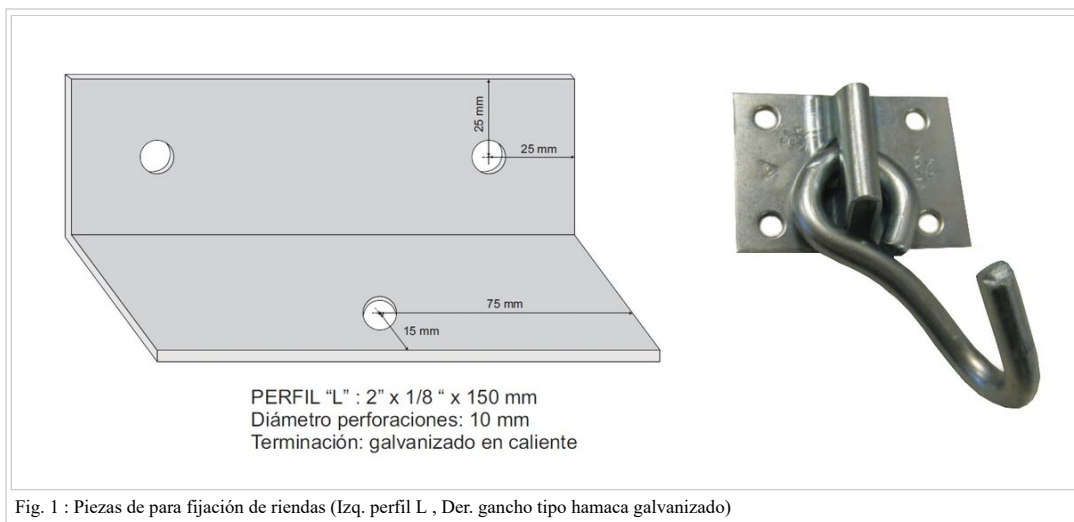 25 mm
25 mm
75 mm
15 mm
PERFIL “L” : 2” x 1/8 “ x 150 mm
Diámetro perforaciones: 10 mm
Terminación: galvanizado en caliente
Fig. 1 : Piezas de para fijación de riendas (Izq. perfil L , Der. gancho tipo hamaca galvanizado)